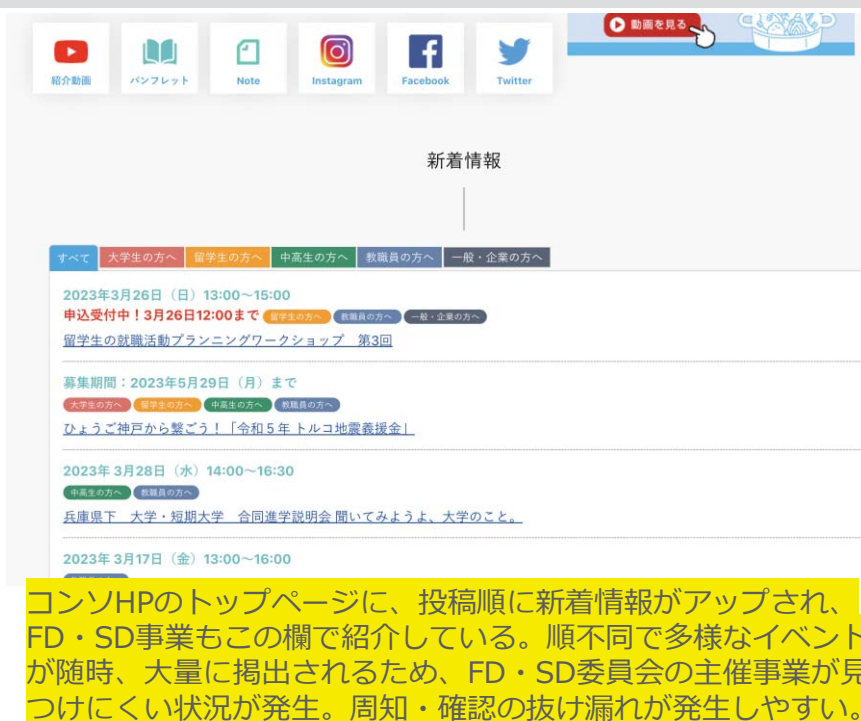 動画を見る
紹介動画 パンフレット Note Instagram Facebook Twitter
新着情報
すべて 大学生の方へ 留学生の方へ 中高生の方へ 教職員の方へ 一般・企業の方へ
2023年3月26日（日）13:00～15:00
申込受付中！3月26日12:00まで 留学生の方へ 教職員の方へ 一般・企業の方へ
留学生の就職活動プランニングワークショップ 第3回
募集期間：2023年5月29日（月）まで
大学生の方へ 留学生の方へ 中高生の方へ 教職員の方へ
ひょうご神戸から繋ごう！「令和５年 トルコ地震義援金」
2023年 3月28日（水）14:00～16:30
中高生の方へ 教職員の方へ
兵庫県下 大学・短期大学 合同進学説明会 聞いてみようよ、大学のこと。
2023年 3月17日（金）13:00～16:00
コンソHPのトップページに、投稿順に新着情報がアップされ、
FD・SD事業もこの欄で紹介している。順不同で多様なイベント
が随時、大量に掲出されるため、FD・SD委員会の主催事業が見
つけにくい状況が発生。周知・確認の抜け漏れが発生しやすい。